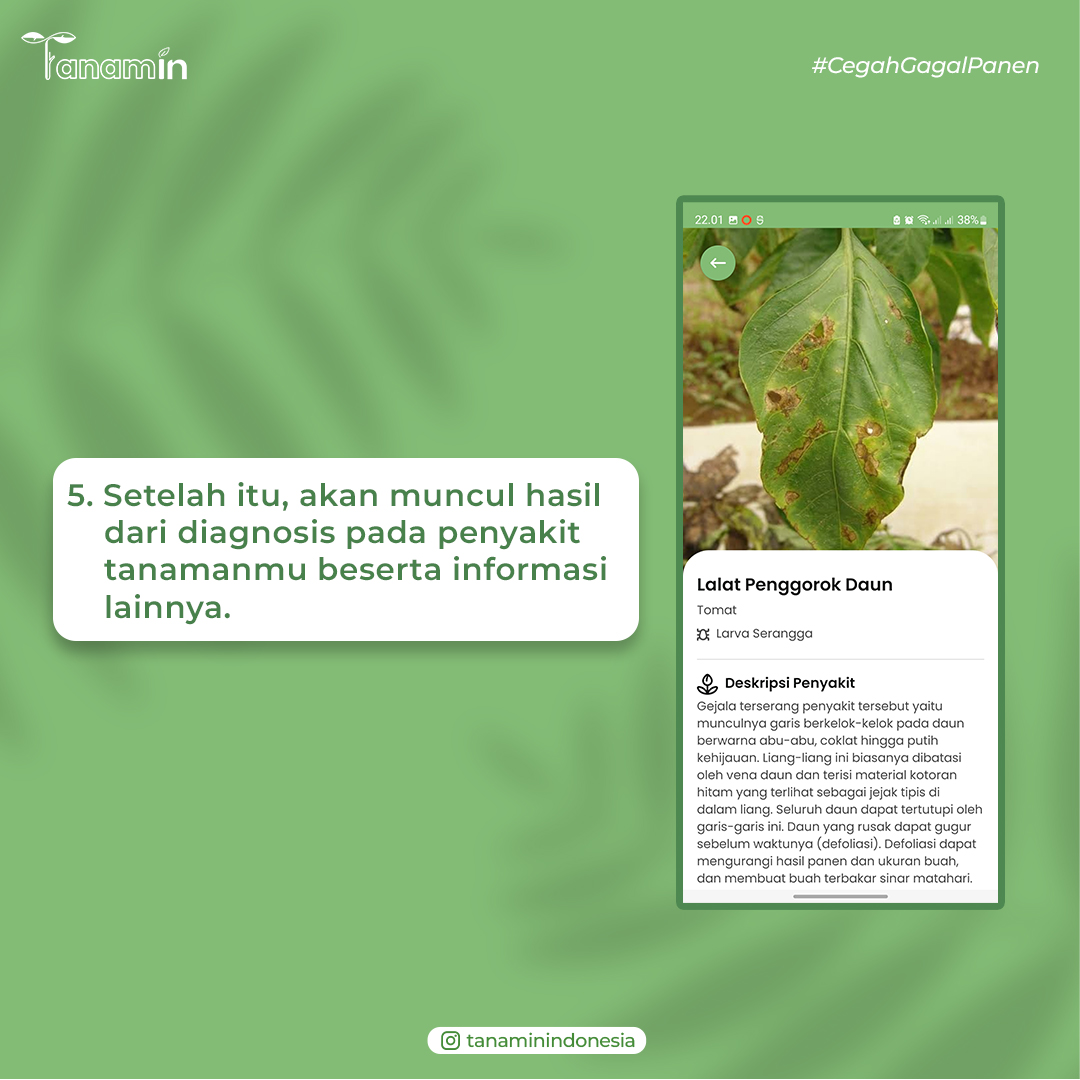 Tanamin
#CegahGagalPanen
22.01
38%
5. Setelah itu, akan muncul hasil
dari diagnosis pada penyakit
tanamanmu beserta informasi
lainnya.
Lalat Penggorok Daun
Tomat
Larva Serangga
Deskripsi Penyakit
Gejala terserang penyakit tersebut yaitu
munculnya garis berkelok-kelok pada daun
berwarna abu-abu, coklat hingga putih
kehijauan. Liang-liang ini biasanya dibatasi
oleh vena daun dan terisi material kotoran
hitam yang terlihat sebagai jejak tipis di
dalam liang. Seluruh daun dapat tertutupi oleh
garis-garis ini. Daun yang rusak dapat gugur
sebelum waktunya (defoliasi). Defoliasi dapat
mengurangi hasil panen dan ukuran buah,
dan membuat buah terbakar sinar matahari.
tanaminindonesia